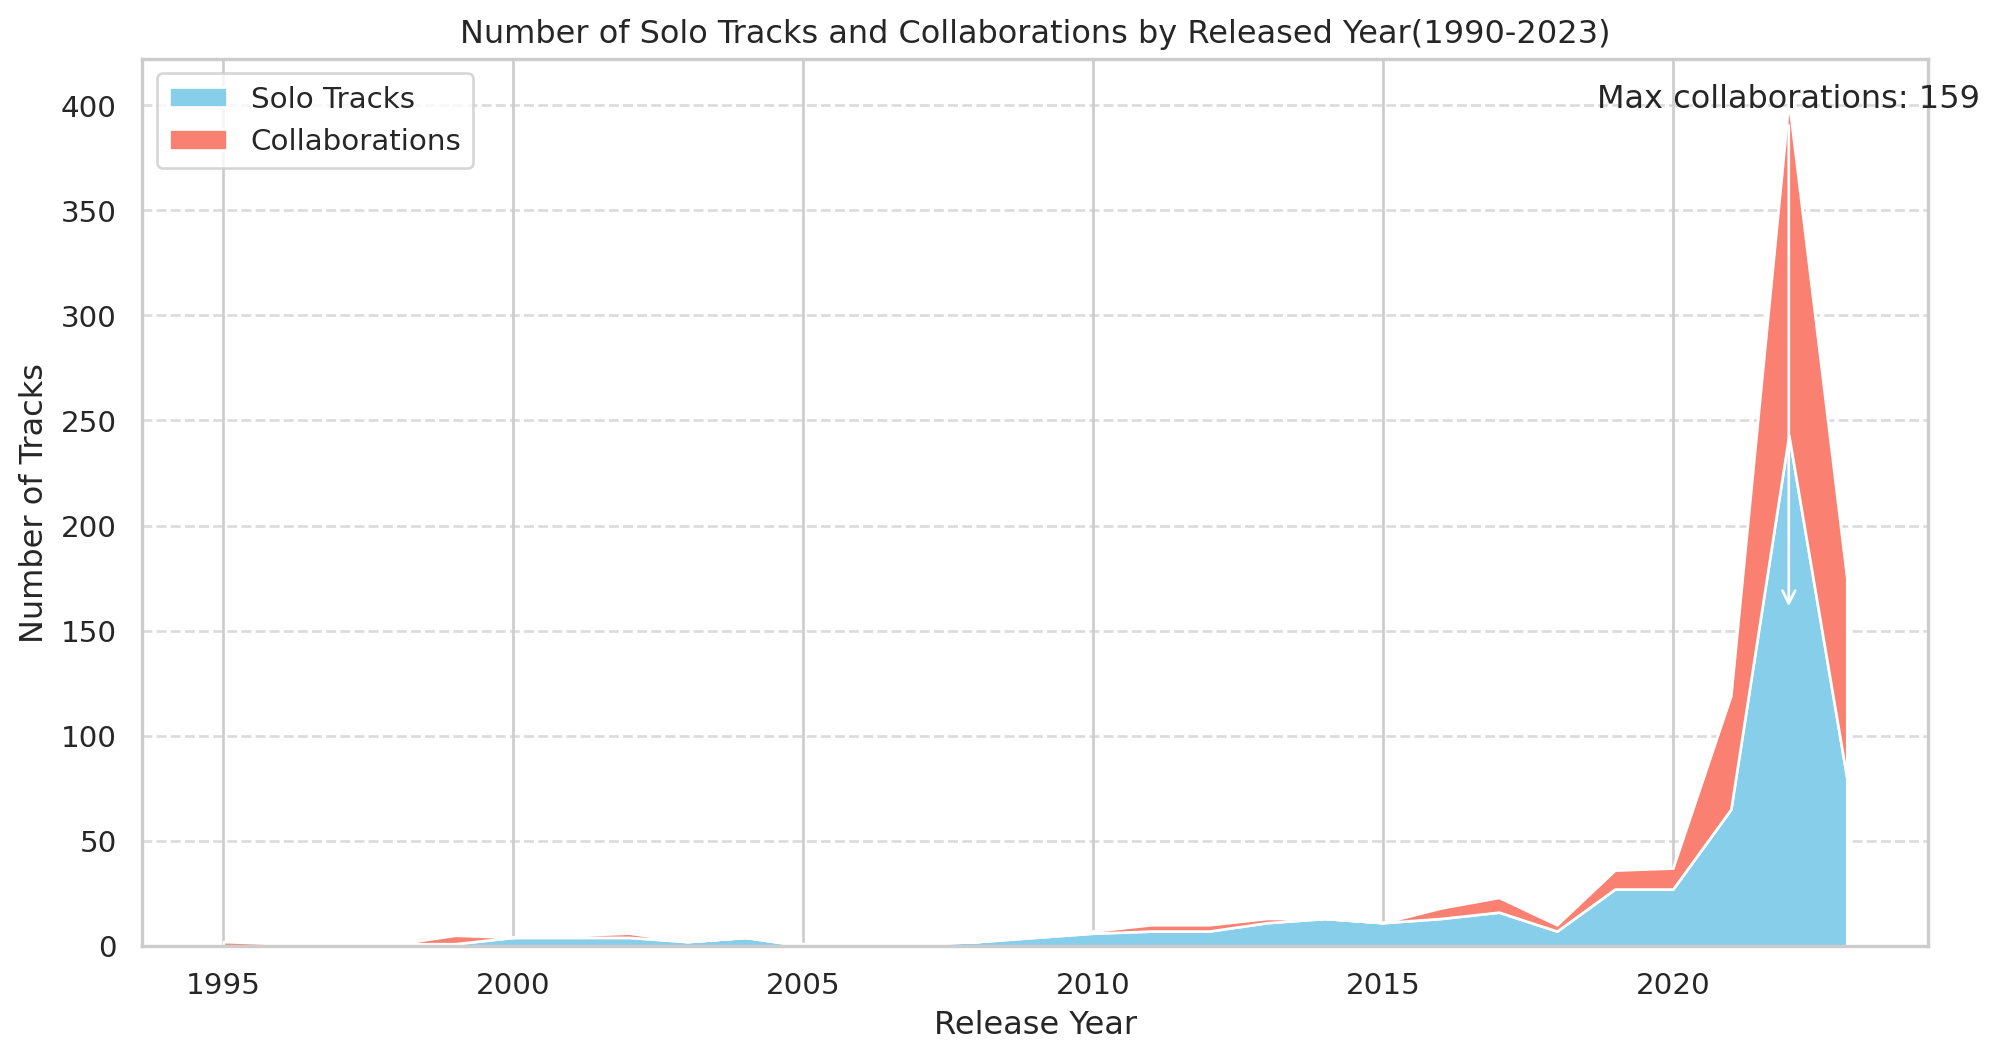 Number of Solo Tracks and Collaborations by Released Year(1990-2023)
Solo Tracks
Collaborations
Max collaborations: 159
Number of Tracks
400
350
300
250
200
150
100
50
0
1995 2000 2005 2010 2015 2020
Release Year